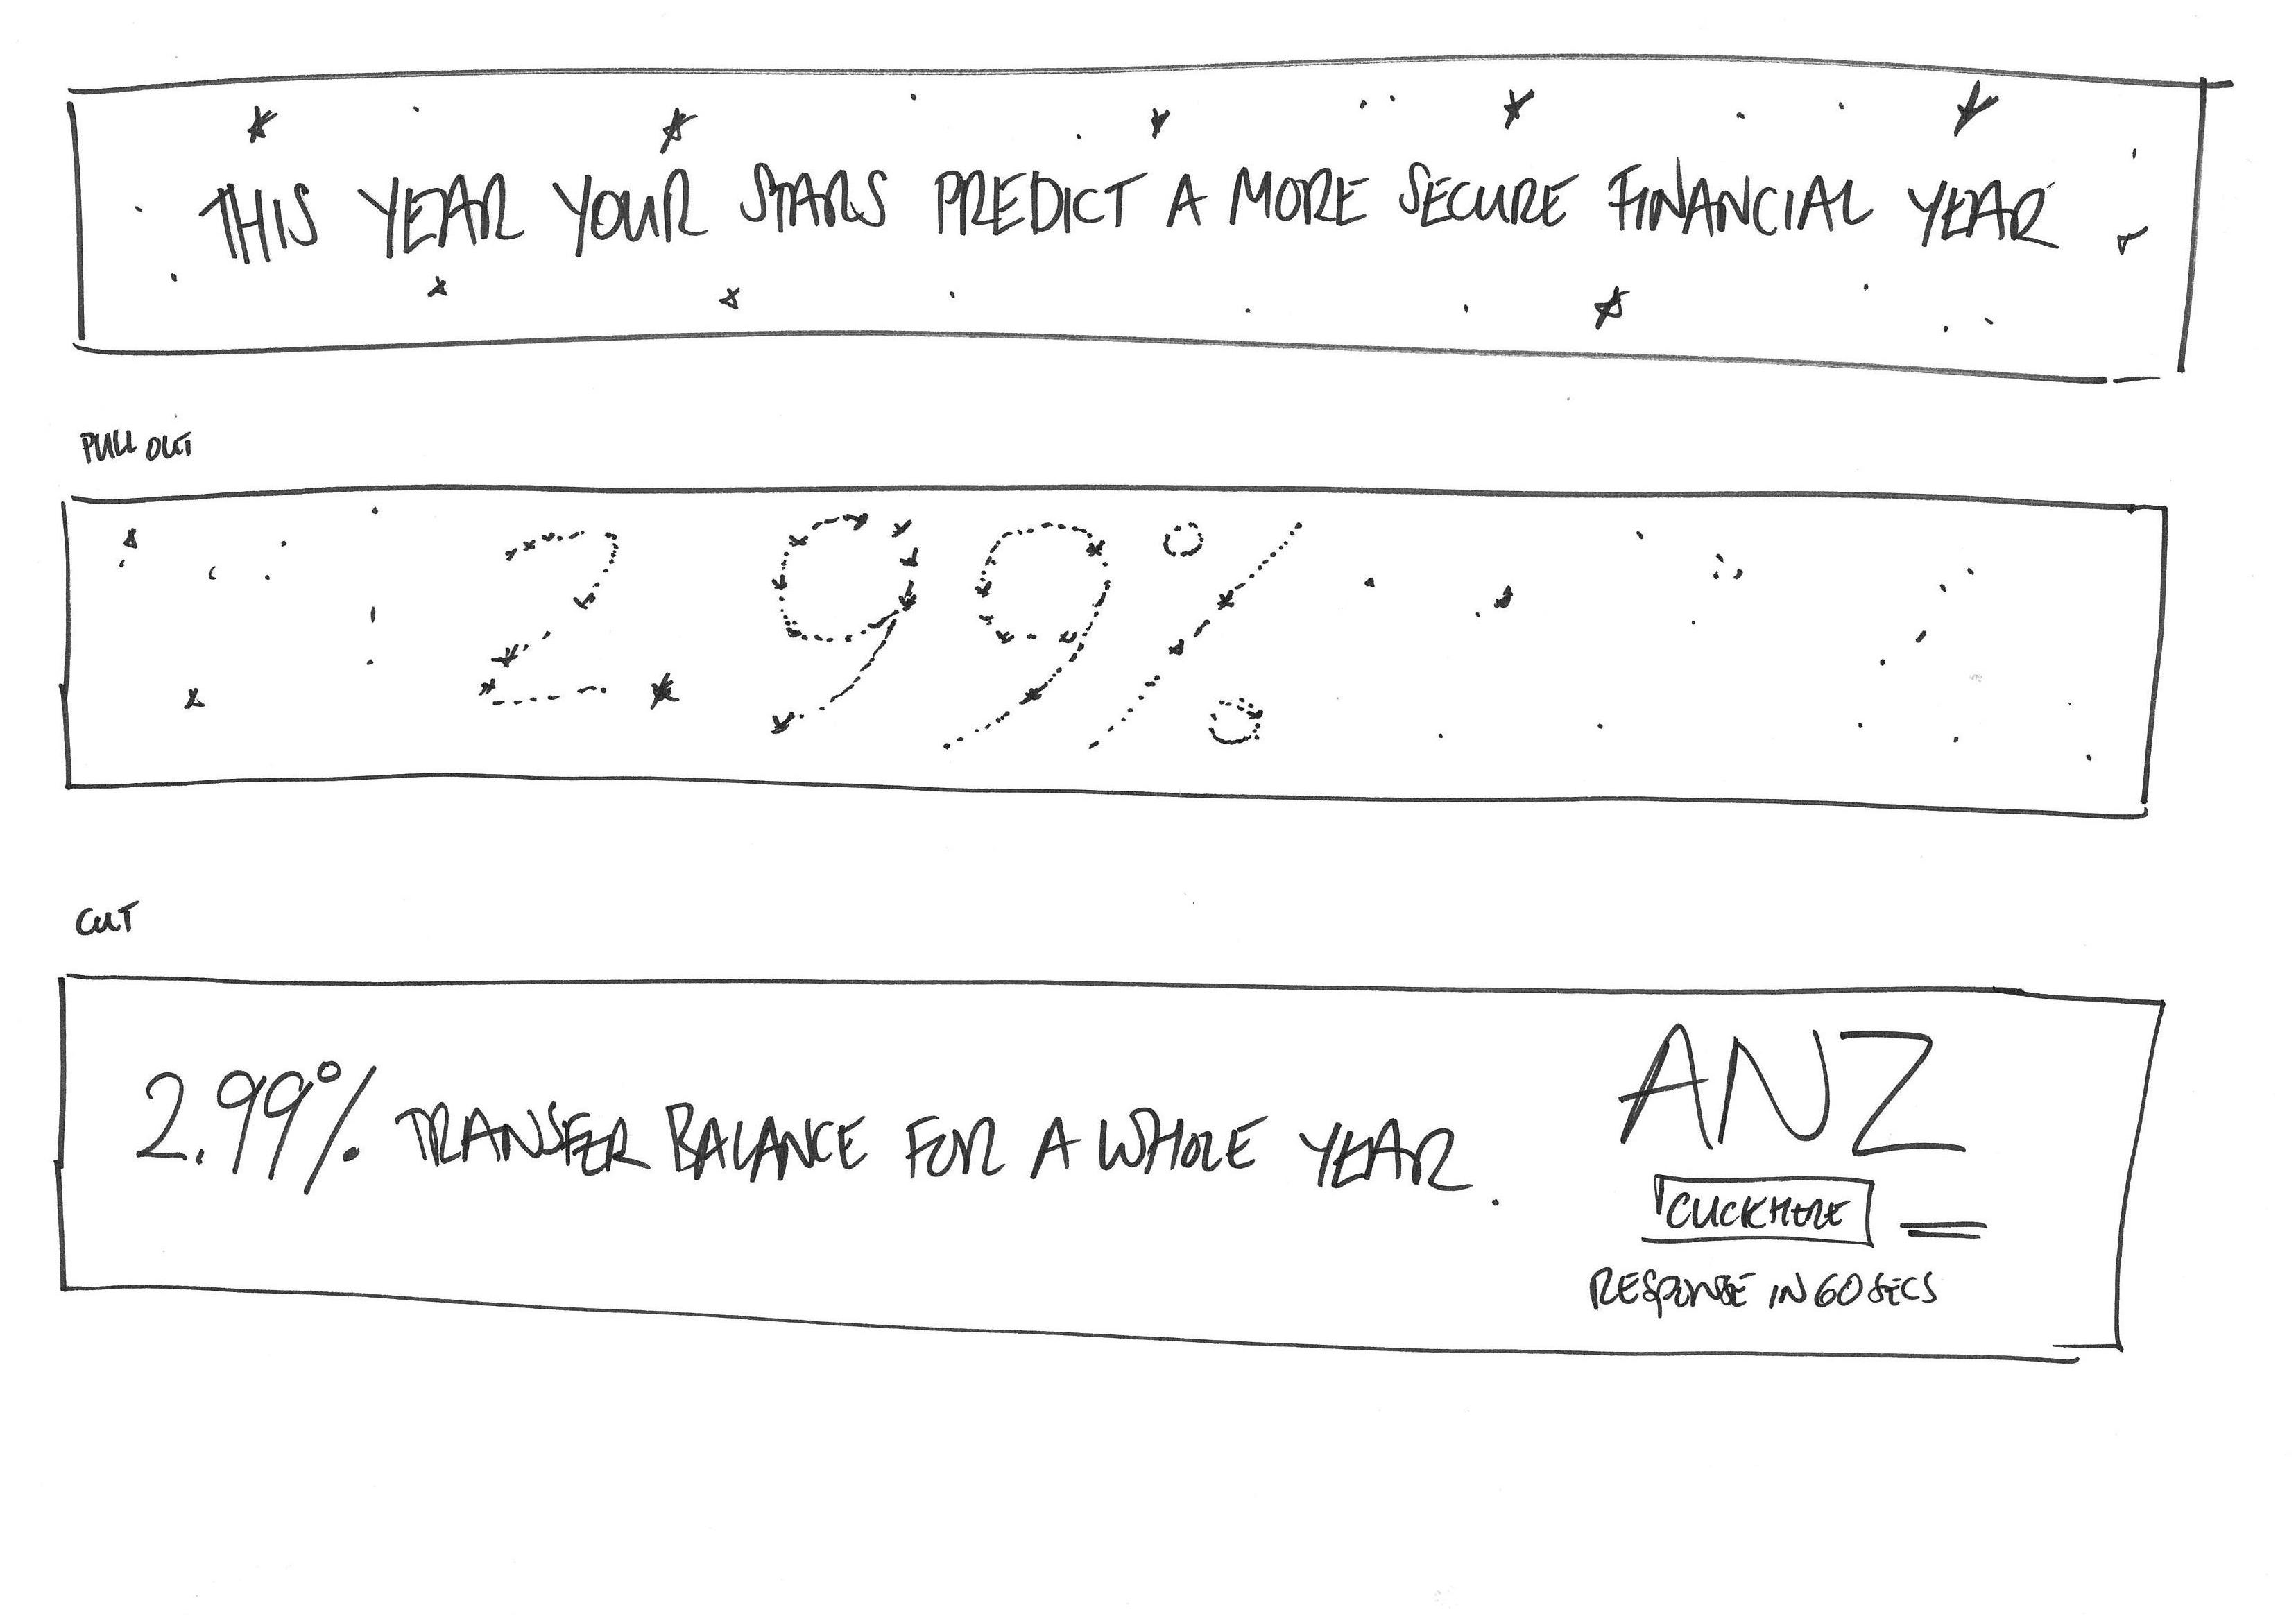 THIS YEAR YOUR STARS PREDICT A MORE SECURE FINANCIAL YEAR
PULL OUT
2.99%
CUT
2.99% TRANSFER BALANCE FOR A WHOLE YEAR.
ANZ
CLICK HERE
RESPONSE IN 60 SECS